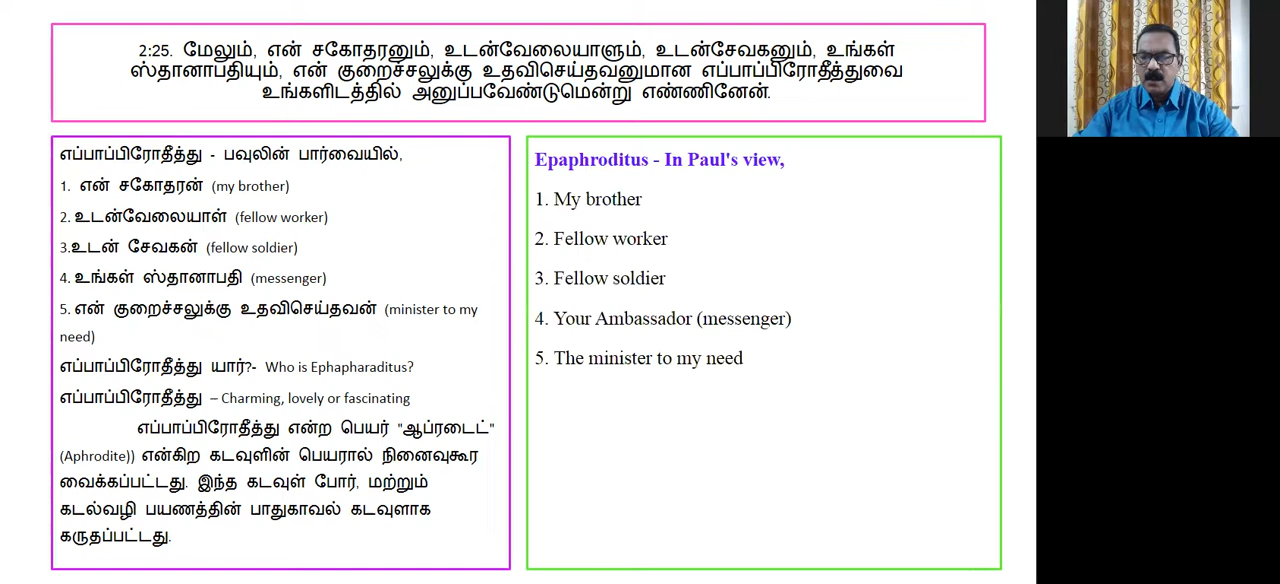 2:25. மேலும், என் சகோதரனும், உடன்வேலையாளும், உடன்சேவகனும், உங்கள்
ஸ்தானாபதியும், என் குறைச்சலுக்கு உதவிசெய்தவனுமான எப்பாப்பிரோதீத்துவை
உங்களிடத்தில் அனுப்பவேண்டுமென்று எண்ணினேன்.
எப்பாப்பிரோதீத்து - பவுலின் பார்வையில்,
1. என் சகோதரன் (my brother)
2. உடன்வேலையாள் (fellow worker)
3.உடன் சேவகன் (fellow soldier)
4. உங்கள் ஸ்தானாபதி (messenger)
5. என் குறைச்சலுக்கு உதவிசெய்தவன் (minister to my
need)
எப்பாப்பிரோதீத்து யார்?- Who is Ephapharaditus?
எப்பாப்பிரோதீத்து – Charming, lovely or fascinating
எப்பாப்பிரோதீத்து என்ற பெயர் "ஆப்ரடைட்"
(Aphrodite)) என்கிற கடவுளின் பெயரால் நினைவுகூர
வைக்கப்பட்டது. இந்த கடவுள் போர், மற்றும்
கடல்வழி பயணத்தின் பாதுகாவல் கடவுளாக
கருதப்பட்டது.
Epaphroditus - In Paul's view,
1. My brother
2. Fellow worker
3. Fellow soldier
4. Your Ambassador (messenger)
5. The minister to my need